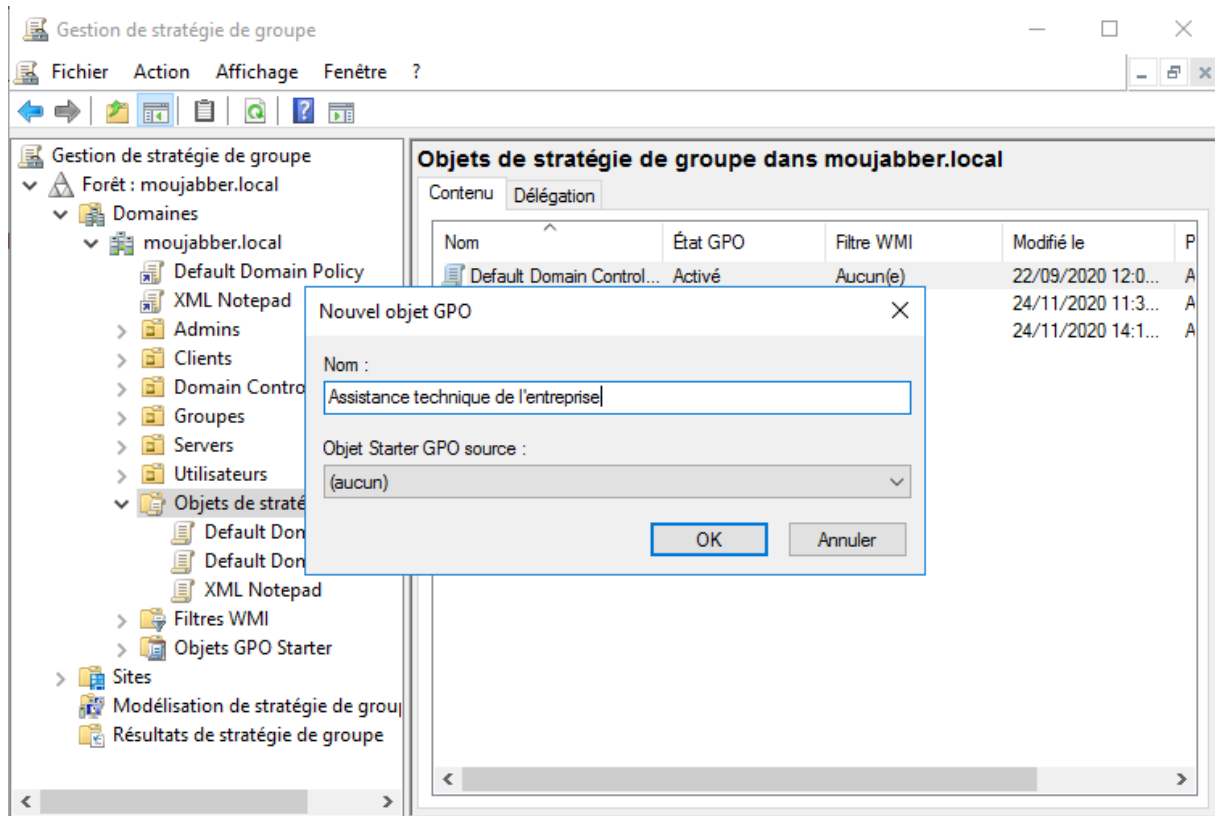 Gestion de stratégie de groupe
Fichier Action Affichage Fenêtre ?
Gestion de stratégie de groupe
Forêt : moujabber.local
Domaines
moujabber.local
Default Domain Policy
XML Notepad
Admins
Clients
Domain Contro
Groupes
Servers
Utilisateurs
Objets de straté
Default Don
Default Don
XML Notepad
Filtres WMI
Objets GPO Starter
Sites
Modélisation de stratégie de group
Résultats de stratégie de groupe
Objets de stratégie de groupe dans moujabber.local
Contenu Délégation
Nom État GPO Filtre WMI Modifié le P
Default Domain Control... Activé Aucun(e) 22/09/2020 12:0... A
24/11/2020 11:3... A
24/11/2020 14:1... A
Nouvel objet GPO
Nom :
Assistance technique de l'entreprise
Objet Starter GPO source :
(aucun)
OK Annuler